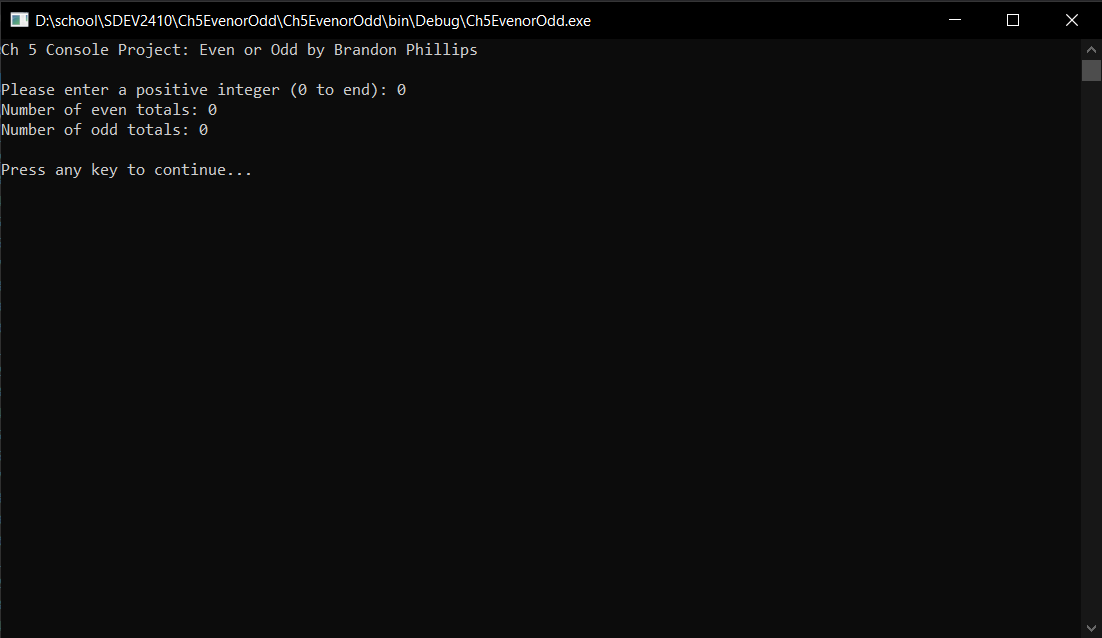 D:\school\SDEV2410\Ch5EvenorOdd\Ch5EvenorOdd\bin\Debug\Ch5EvenorOdd.exe
Ch 5 Console Project: Even or Odd by Brandon Phillips
Please enter a positive integer (0 to end): 0
Number of even totals: 0
Number of odd totals: 0
Press any key to continue...